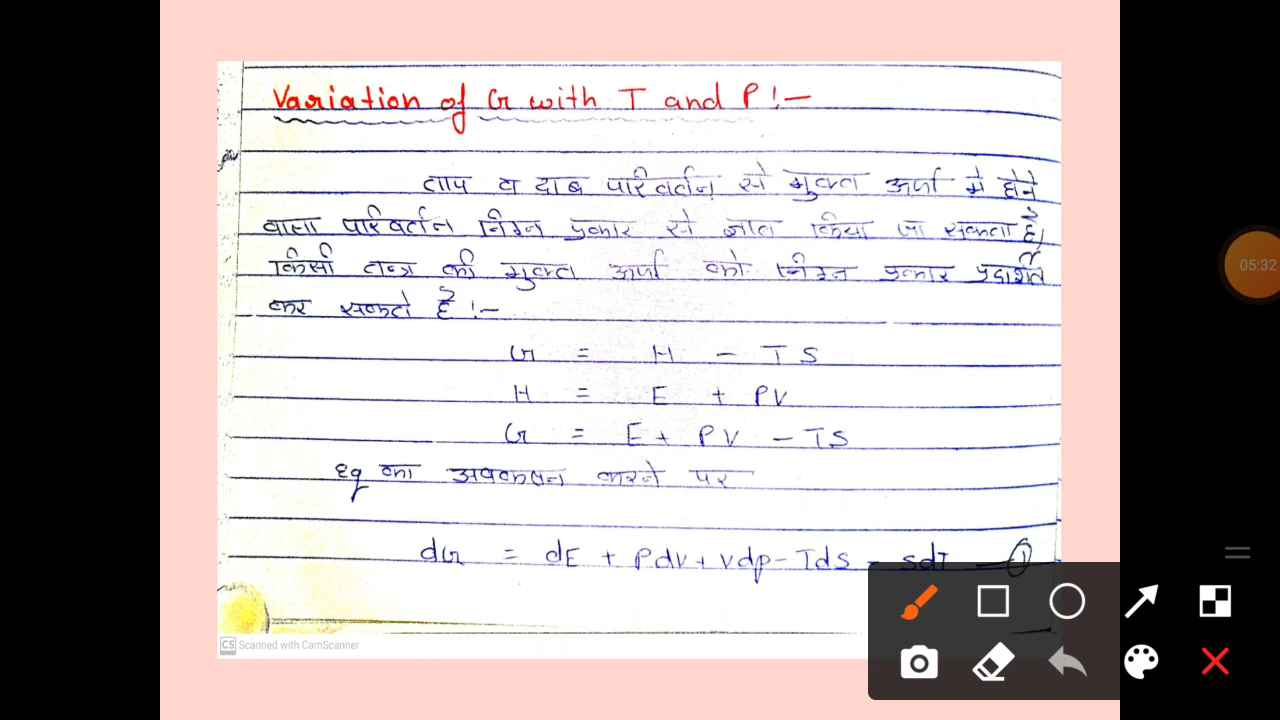 Variation of G with T and P :-
ताप व दाब परिवर्तन से मुक्त ऊर्जा मे होने
वाला परिवर्तन निम्न प्रकार से ज्ञात किया जा सकता है,
किसी तन्त्र की मुक्त ऊर्जा को निम्न प्रकार प्रदर्शित
कर सकते है :-
G = H - TS
H = E + PV
G = E + PV - TS
Eq का अवकलन करने पर
dG = dE + Pdv + vdp - Tds - sdT — ①
CS Scanned with CamScanner
05:32